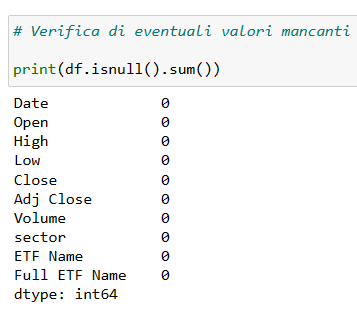 # Verifica di eventuali valori mancanti
print(df.isnull().sum())
Date 0
Open 0
High 0
Low 0
Close 0
Adj Close 0
Volume 0
sector 0
ETF Name 0
Full ETF Name 0
dtype: int64